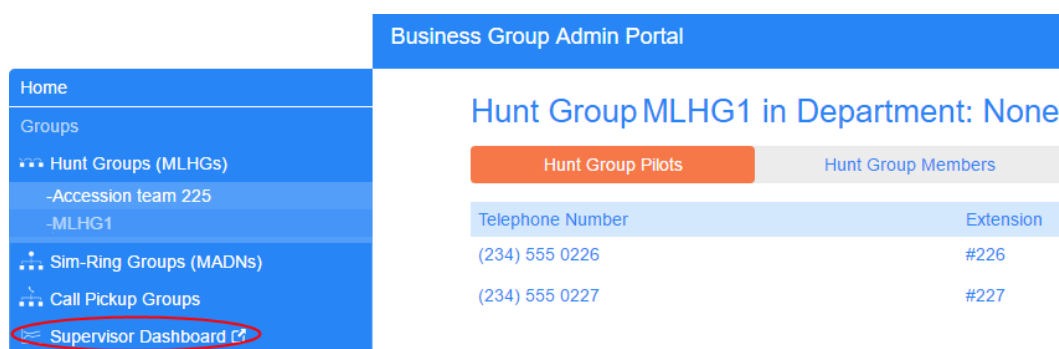 Business Group Admin Portal
Home
Groups
Hunt Groups (MLHGs)
-Accession team 225
-MLHG1
Sim-Ring Groups (MADNs)
Call Pickup Groups
Supervisor Dashboard
Hunt Group MLHG1 in Department: None
Hunt Group Pilots Hunt Group Members
Telephone Number Extension
(234) 555 0226 #226
(234) 555 0227 #227